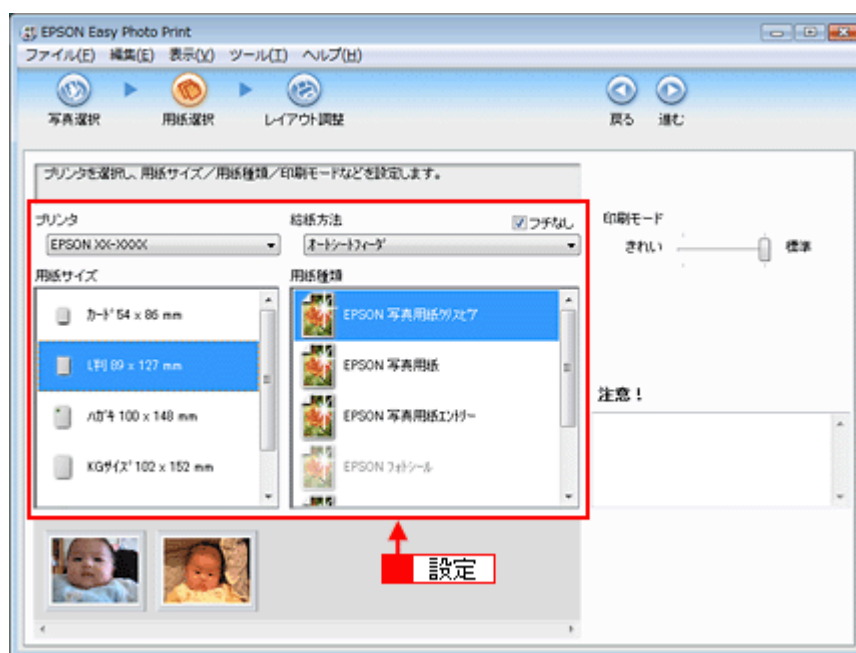 EPSON Easy Photo Print
ファイル(F) 編集(E) 表示(V) ツール(T) ヘルプ(H)
写真選択 用紙選択 レイアウト調整 戻る 進む
プリンタを選択し、用紙サイズ/用紙種類/印刷モードなどを設定します。
プリンタ 給紙方法 フチなし 印刷モード
EPSON XX-XXXX オートシートフィーダ きれい 標準
用紙サイズ 用紙種類
カード 54 x 86 mm EPSON 写真用紙クリスピア
L判 89 x 127 mm EPSON 写真用紙
注意!
ハガキ 100 x 148 mm EPSON 写真用紙エントリー
KGサイズ 102 x 152 mm EPSON フォトシール
設定